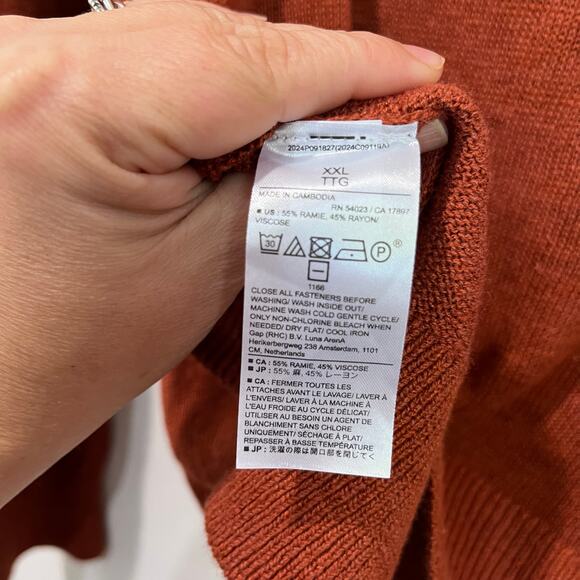 2024P091827(2024C09119A)
XXL
TTG
MADE IN CAMBODIA
RN 54023 / CA 17897
■ US : 55% RAMIE, 45% RAYON/
VISCOSE
30
P®
1166
CLOSE ALL FASTENERS BEFORE
WASHING/ WASH INSIDE OUT/
MACHINE WASH COLD GENTLE CYCLE/
ONLY NON-CHLORINE BLEACH WHEN
NEEDED/ DRY FLAT/ COOL IRON
Gap (RHC) B.V. Luna ArenA
Herikerbergweg 238 Amsterdam, 1101
CM, Netherlands
■ CA : 55% RAMIE, 45% VISCOSE
■ JP : 55% 麻, 45% レーヨン
■ CA : FERMER TOUTES LES
ATTACHES AVANT LE LAVAGE/ LAVER À
L'ENVERS/ LAVER À LA MACHINE À
L'EAU FROIDE AU CYCLE DÉLICAT/
UTILISER AU BESOIN UN AGENT DE
BLANCHIMENT SANS CHLORE
UNIQUEMENT/ SÉCHAGE À PLAT/
REPASSER À BASSE TEMPÉRATURE
■ JP : 洗濯の際は開口部を閉じてく